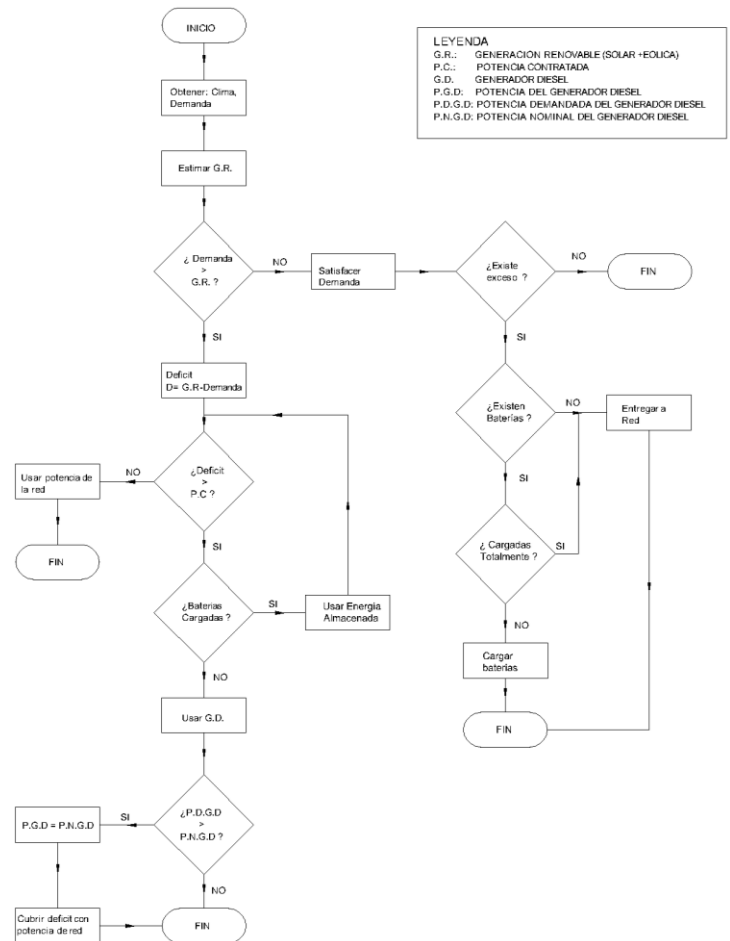 INICIO
LEYENDA
G.R.: GENERACION RENOVABLE (SOLAR +EOLICA)
P.C.: POTENCIA CONTRATADA
G.D. GENERADOR DIESEL
P.G.D: POTENCIA DEL GENERADOR DIESEL
P.D.G.D: POTENCIA DEMANDADA DEL GENERADOR DIESEL
P.N.G.D: POTENCIA NOMINAL DEL GENERADOR DIESEL
Obtener: Clima,
Demanda
Estimar G.R.
¿ Demanda
>
G.R. ?
NO
Satisfacer
Demanda
¿Existe
exceso ?
NO
FIN
SI
SI
Deficit
D= G.R-Demanda
¿Existen
Baterías ?
NO
Entregar a
Red
¿Deficit
>
P.C ?
NO
Usar potencia de
la red
FIN
SI
SI
¿ Cargadas
Totalmente ?
SI
¿Baterias
Cargadas ?
SI
Usar Energia
Almacenada
NO
Cargar
baterías
FIN
NO
Usar G.D.
¿P.D.G.D
>
P.N.G.D ?
SI
P.G.D = P.N.G.D
NO
Cubrir deficit con
potencia de red
FIN